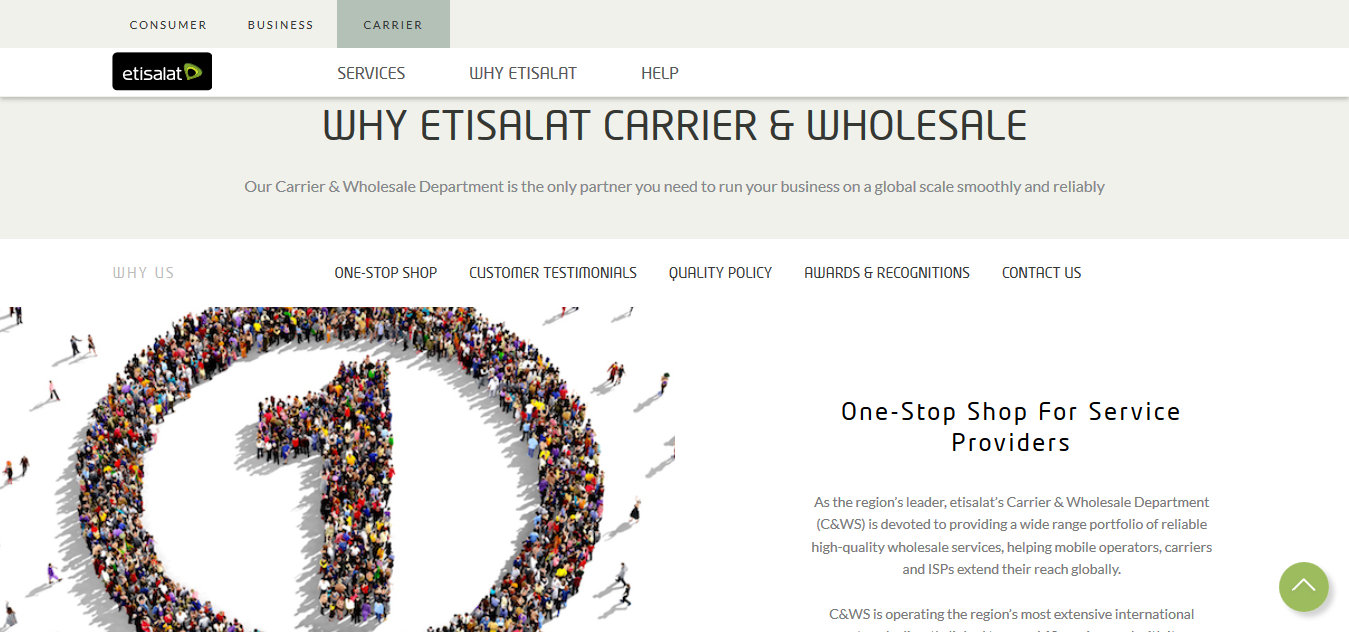 CONSUMER
BUSINESS
CARRIER
etisalat
SERVICES
WHY ETISALAT
HELP
WHY ETISALAT CARRIER & WHOLESALE
Our Carrier & Wholesale Department is the only partner you need to run your business on a global scale smoothly and reliably
WHY US
ONE-STOP SHOP
CUSTOMER TESTIMONIALS
QUALITY POLICY
AWARDS & RECOGNITIONS
CONTACT US
1
One-Stop Shop For Service
Providers
As the region's leader, etisalat's Carrier & Wholesale Department
(C&WS) is devoted to providing a wide range portfolio of reliable
high-quality wholesale services, helping mobile operators, carriers
and ISPs extend their reach globally.
C&WS is operating the region's most extensive international